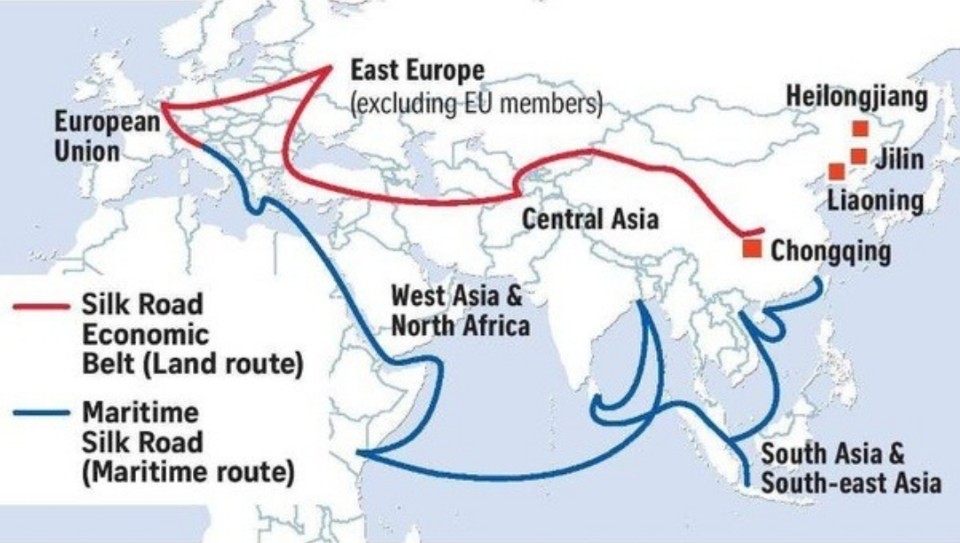 East Europe
(excluding EU members)
European
Union
Heilongjiang
Jilin
Liaoning
Central Asia
Chongqing
West Asia &
North Africa
Silk Road
Economic
Belt (Land route)
Maritime
Silk Road
(Maritime route)
South Asia &
South-east Asia